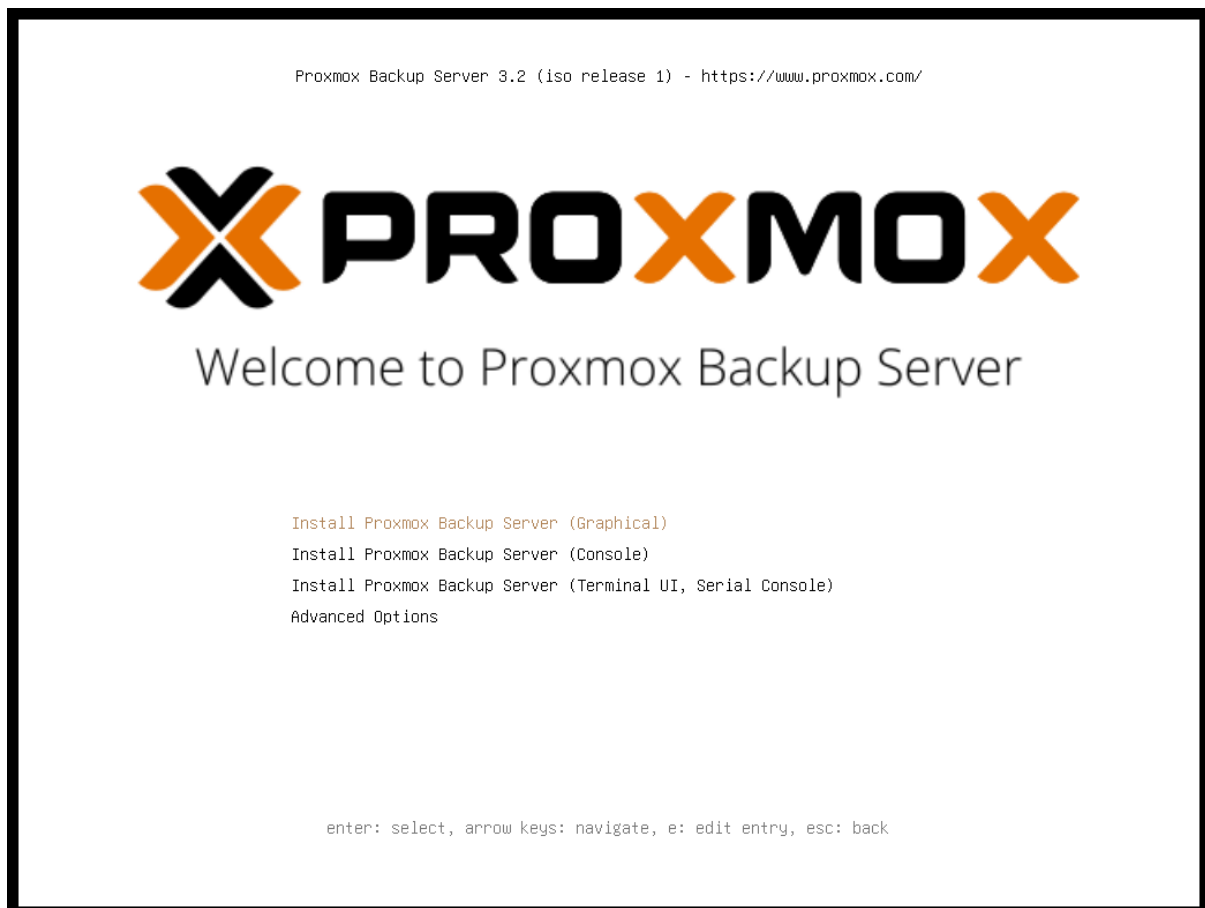 Proxmox Backup Server 3.2 (iso release 1) - https://www.proxmox.com/
PROXMOX
Welcome to Proxmox Backup Server
Install Proxmox Backup Server (Graphical)
Install Proxmox Backup Server (Console)
Install Proxmox Backup Server (Terminal UI, Serial Console)
Advanced Options
enter: select, arrow keys: navigate, e: edit entry, esc: back